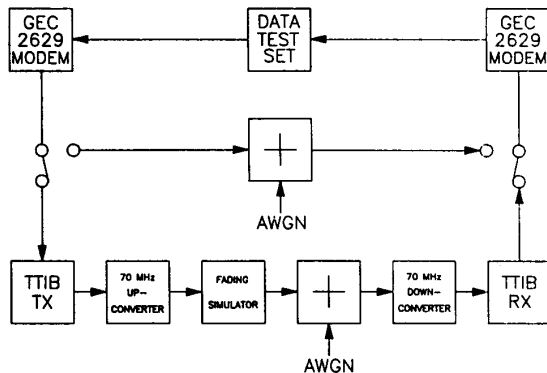 GEC
2629
MODEM
DATA
TEST
SET
GEC
2629
MODEM
AWGN
TTIB
TX
70 MHz
UP-
CONVERTER
FADING
SIMULATOR
70 MHz
DOWN-
CONVERTER
TTIB
RX
AWGN